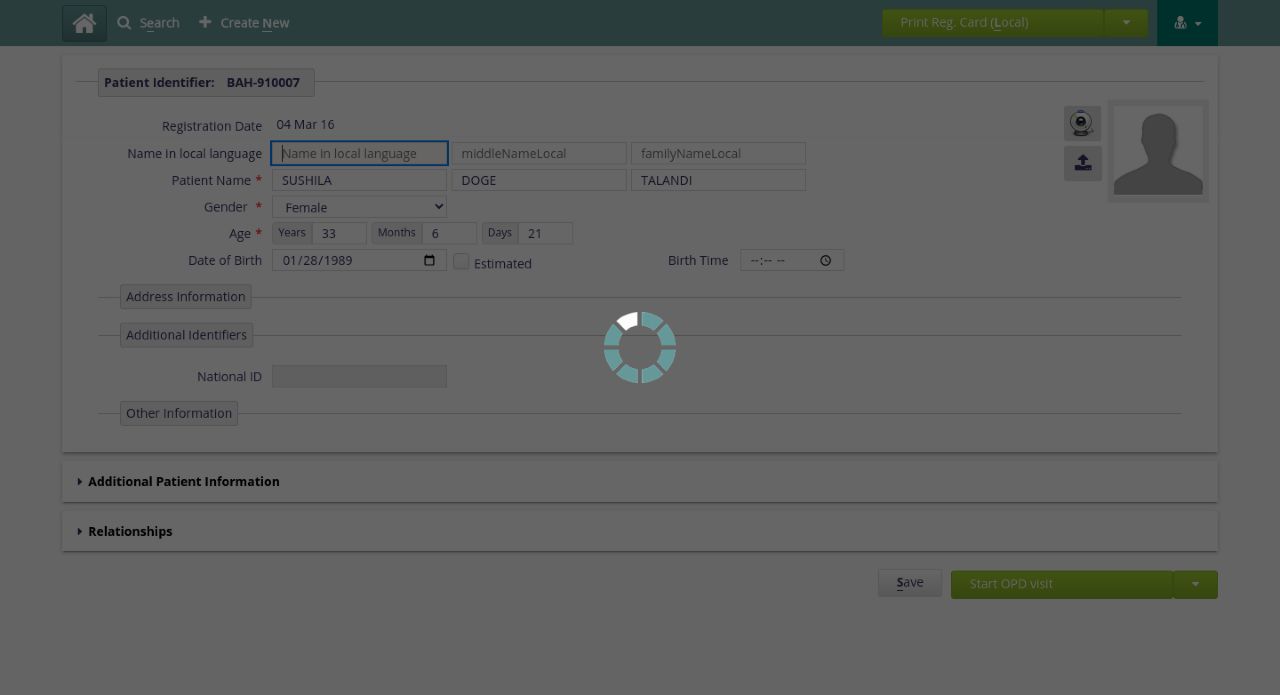 Search Create New Print Reg. Card (Local)
Patient Identifier: BAH-910007
Registration Date 04 Mar 16
Name in local language Name in local language middleNameLocal familyNameLocal
Patient Name * SUSHILA DOGE TALANDI
Gender * Female
Age * Years 33 Months 6 Days 21
Date of Birth 01/28/1989 Estimated Birth Time --:-- --
Address Information
Additional Identifiers
National ID
Other Information
Additional Patient Information
Relationships
Save Start OPD visit